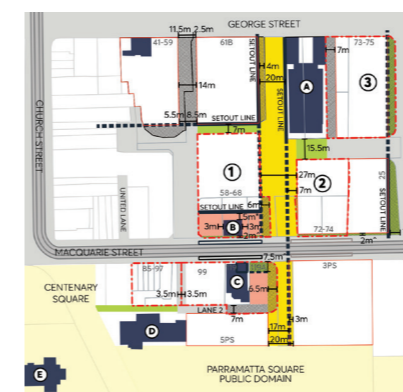 GEORGE STREET
11.5m 2.5m
41-59
61B
73-75
SETOUT LINE
4m
20m
SETOUT LINE
7m
A
3
14m
5.5m 8.5m
SETOUT LINE
7m
CHURCH STREET
15.5m
1
27m
7m
2
UNITED LANE
25
SETOUT LINE
58-68
6m
SETOUT LINE
5m
3m
B
3m
2m
72-74
2m
MACQUARIE STREET
7.5m
85-97
99
3PS
C
CENTENARY
SQUARE
3.5m
3.5m
6.5m
LANE 2
7m
3m
D
17m
20m
5PS
PARRAMATTA SQUARE
PUBLIC DOMAIN
E